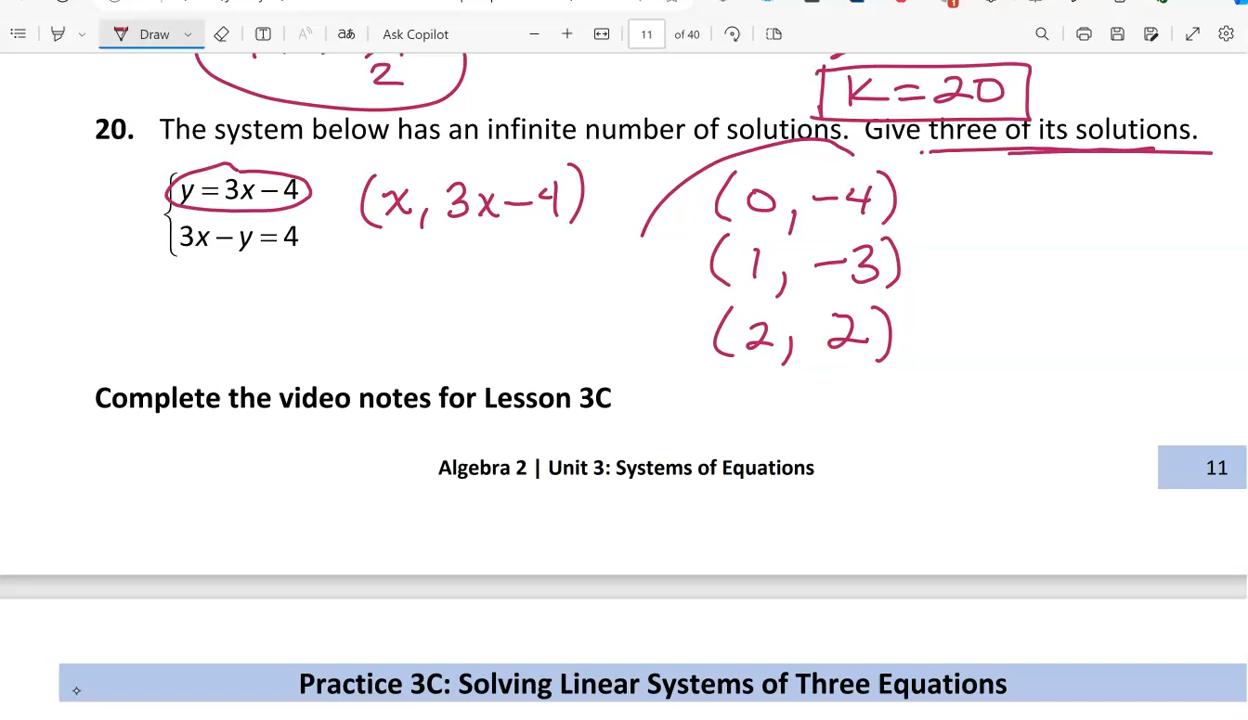 Draw
Ask Copilot
11 of 40
2
K = 20
20. The system below has an infinite number of solutions. Give three of its solutions.
y = 3x − 4
(x, 3x − 4)
(0, −4)
3x − y = 4
(1, −3)
(2, 2)
Complete the video notes for Lesson 3C
Algebra 2 | Unit 3: Systems of Equations
11
Practice 3C: Solving Linear Systems of Three Equations